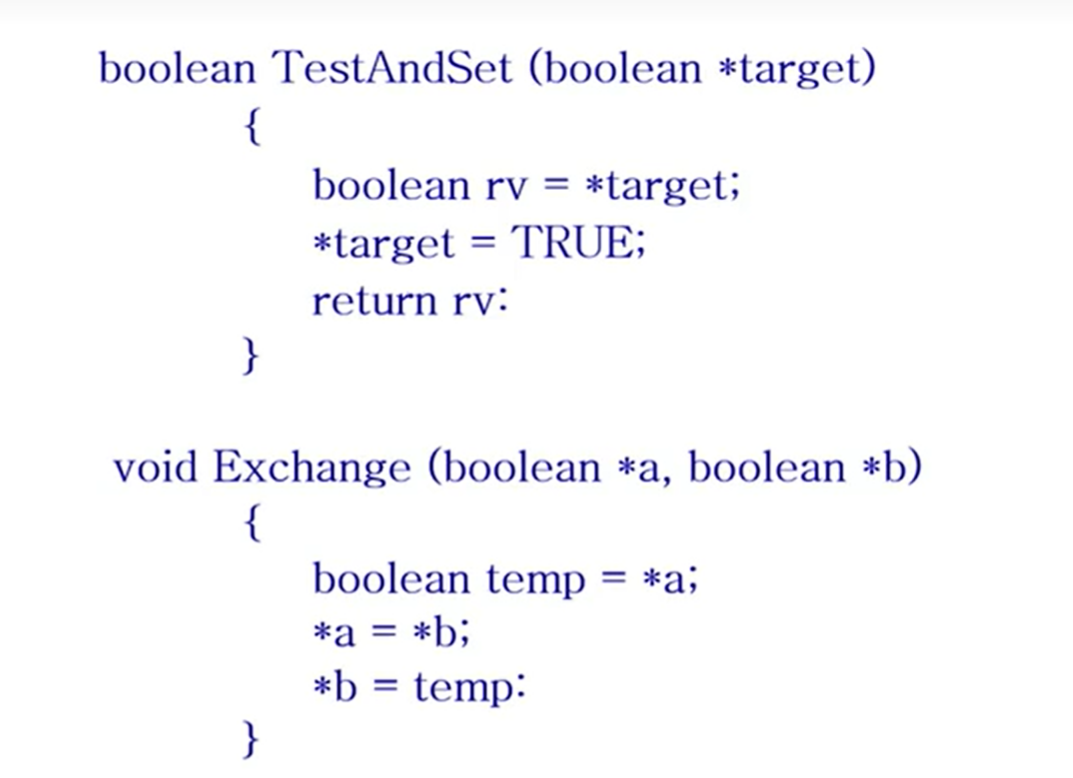 boolean TestAndSet (boolean *target)
{
boolean rv = *target;
*target = TRUE;
return rv:
}
void Exchange (boolean *a, boolean *b)
{
boolean temp = *a;
*a = *b;
*b = temp:
}